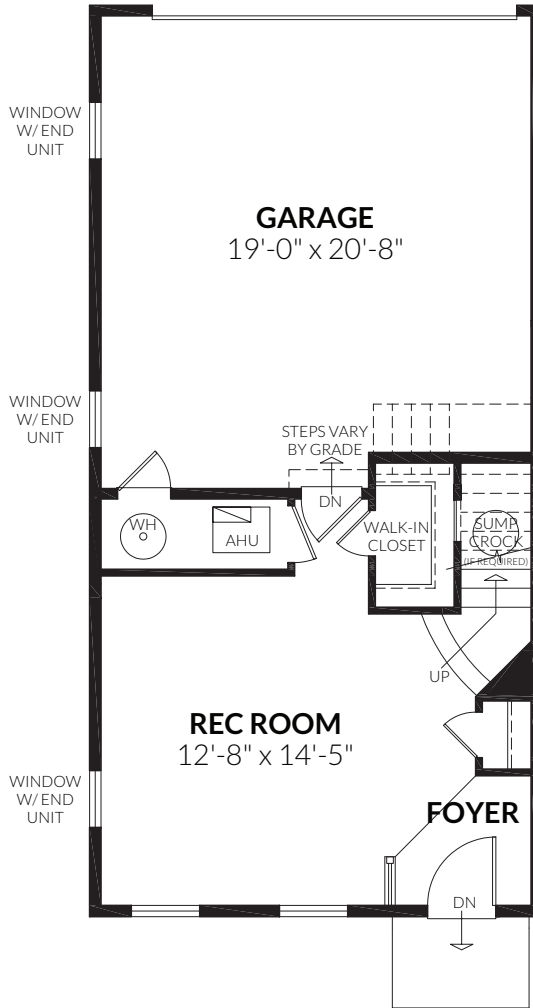 WINDOW
W/ END
UNIT
GARAGE
19'-0" x 20'-8"
WINDOW
W/ END
UNIT
STEPS VARY
BY GRADE
DN
WH
AHU
WALK-IN
CLOSET
SUMP
CROCK
(IF REQUIRED)
UP
REC ROOM
12'-8" x 14'-5"
WINDOW
W/ END
UNIT
FOYER
DN